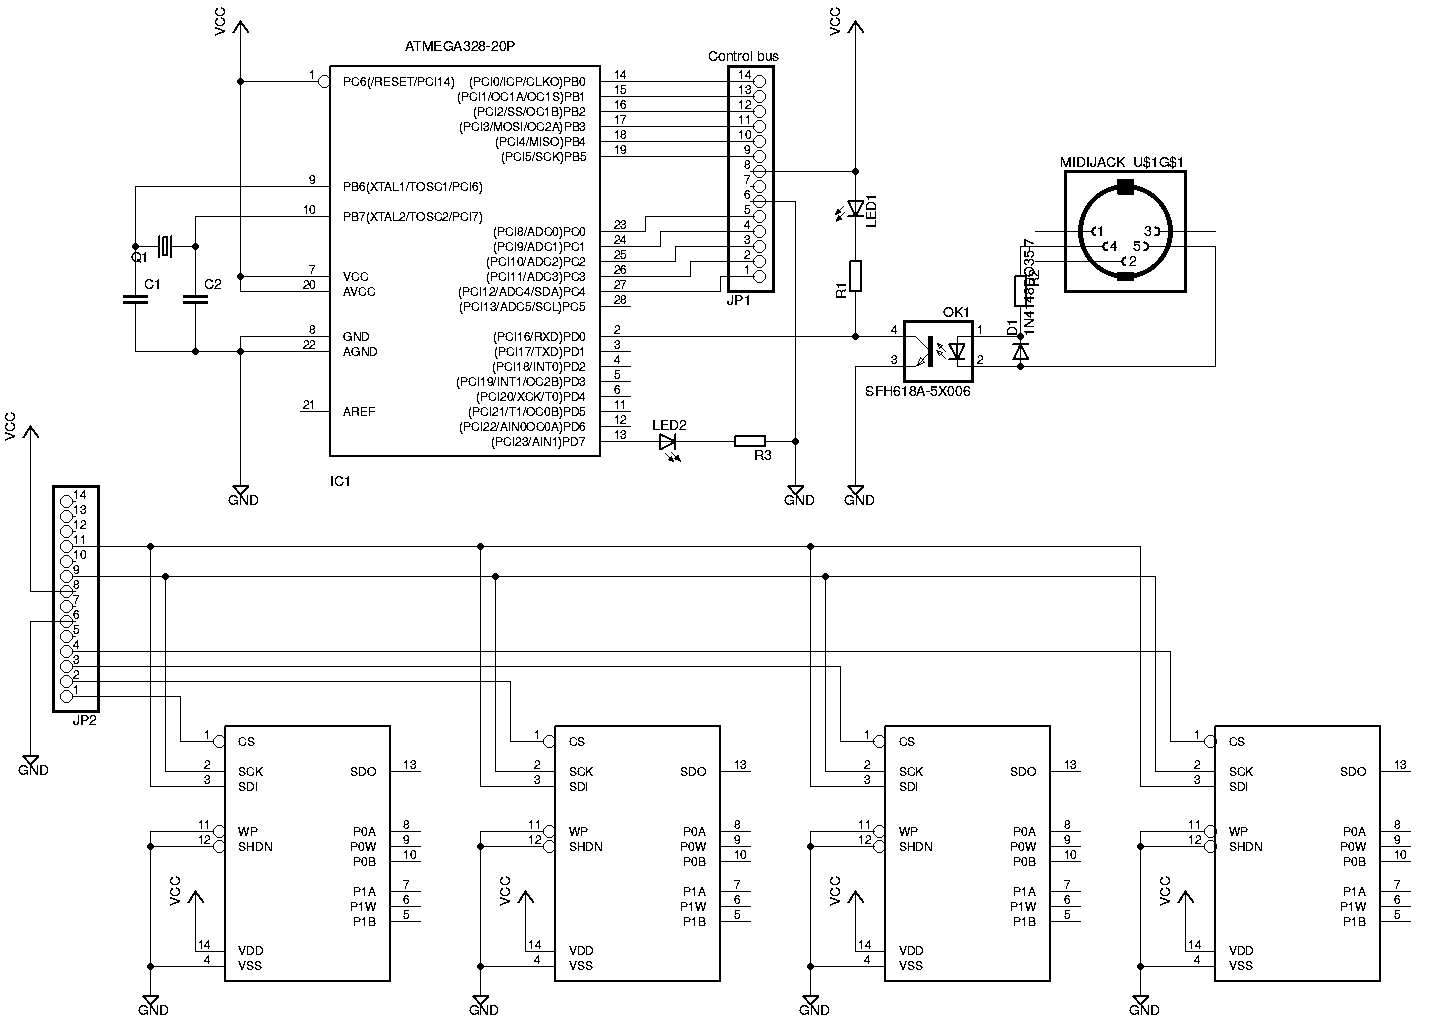 VCC
ATMEGA328-20P
VCC
Control bus
1 PC6(/RESET/PCI14) (PCI0/ICP/CLKO)PB0 14 14
(PCI1/OC1A/OC1S)PB1 15 13
(PCI2/SS/OC1B)PB2 16 12
(PCI3/MOSI/OC2A)PB3 17 11
(PCI4/MISO)PB4 18 10
(PCI5/SCK)PB5 19 9
8
MIDIJACK U$1G$1
9 PB6(XTAL1/TOSC1/PCI6) 7
6
10 PB7(XTAL2/TOSC2/PCI7) 5
(PCI8/ADC0)PC0 23 4
(PCI9/ADC1)PC1 24 3
(PCI10/ADC2)PC2 25 2
7 VCC (PCI11/ADC3)PC3 26 1
20 AVCC (PCI12/ADC4/SDA)PC4 27
(PCI13/ADC5/SCL)PC5 28
JP1
LED1
1 3
4 5
2
Q1
C1 C2
R1
R2
1N4148DO35-7
D1
OK1
8 GND (PCI16/RXD)PD0 2 4 1
22 AGND (PCI17/TXD)PD1 3
(PCI18/INT0)PD2 4 3 2
(PCI19/INT1/OC2B)PD3 5
SFH618A-5X006
(PCI20/XCK/T0)PD4 6
21 AREF (PCI21/T1/OC0B)PD5 11
(PCI22/AIN0OC0A)PD6 12
(PCI23/AIN1)PD7 13
LED2
R3
IC1
GND GND GND
VCC
14
13
12
11
10
9
8
7
6
5
4
3
2
1
JP2
GND
1 CS 1 CS 1 CS 1 CS
2 SCK SDO 13 2 SCK SDO 13 2 SCK SDO 13 2 SCK SDO 13
3 SDI 3 SDI 3 SDI 3 SDI
11 WP P0A 8 11 WP P0A 8 11 WP P0A 8 11 WP P0A 8
12 SHDN P0W 9 12 SHDN P0W 9 12 SHDN P0W 9 12 SHDN P0W 9
P0B 10 P0B 10 P0B 10 P0B 10
VCC P1A 7 VCC P1A 7 VCC P1A 7 VCC P1A 7
P1W 6 P1W 6 P1W 6 P1W 6
P1B 5 P1B 5 P1B 5 P1B 5
14 VDD 14 VDD 14 VDD 14 VDD
4 VSS 4 VSS 4 VSS 4 VSS
GND GND GND GND